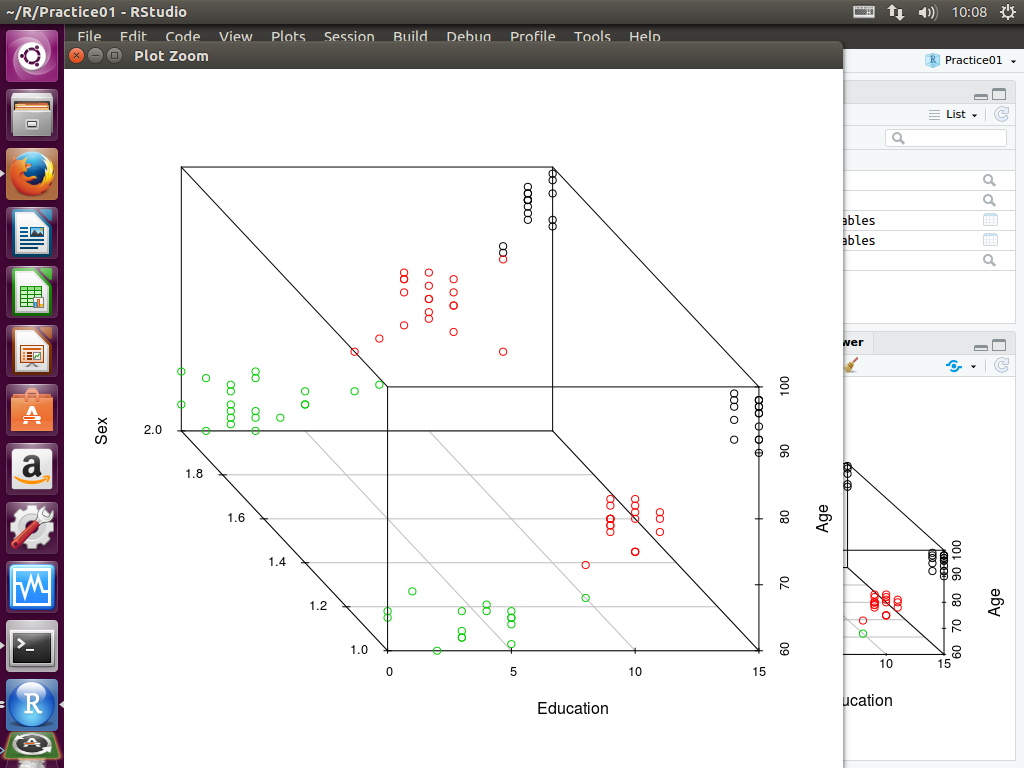 ~/R/Practice01 - RStudio
10:08
File Edit Code View Plots Session Build Debug Profile Tools Help
Plot Zoom
Practice01
List
ables
ables
wer
100
90
80
70
60
Age
Sex
2.0
1.8
1.6
1.4
1.2
1.0
0 5 10 15
Education
100
90
80
70
60
Age
10 15
ucation